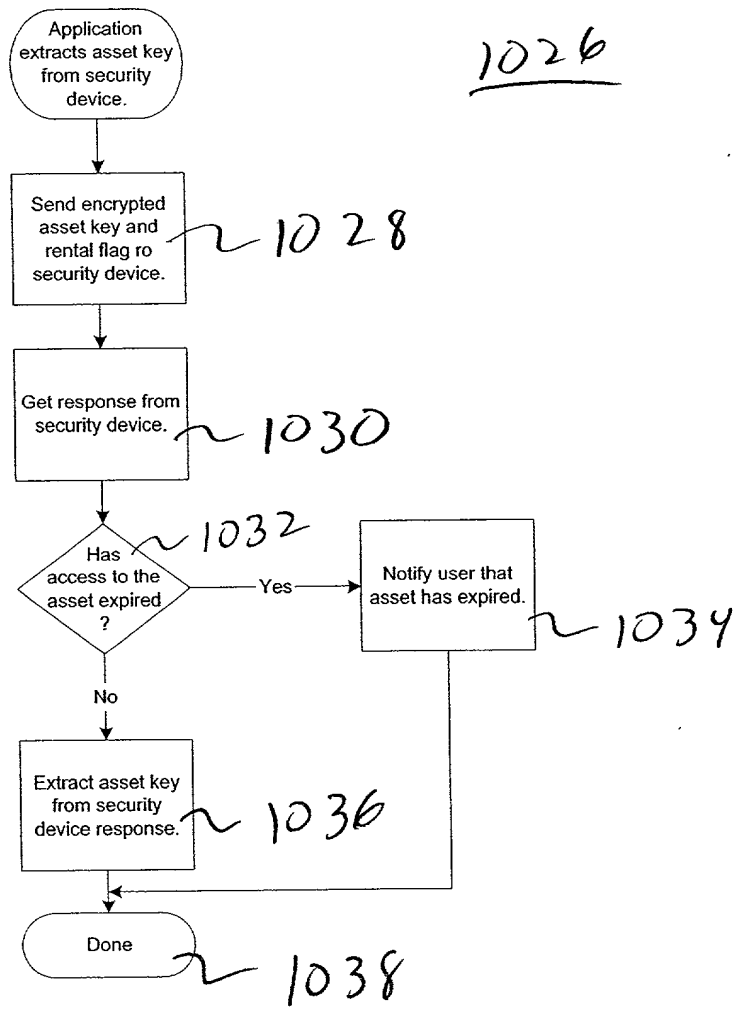 Application
extracts asset key
from security
device.
1026
Send encrypted
asset key and
rental flag ro
security device.
1028
Get response from
security device.
1030
Has
access to the
asset expired
?
1032
Yes
Notify user that
asset has expired.
1034
No
Extract asset key
from security
device response.
1036
Done
1038